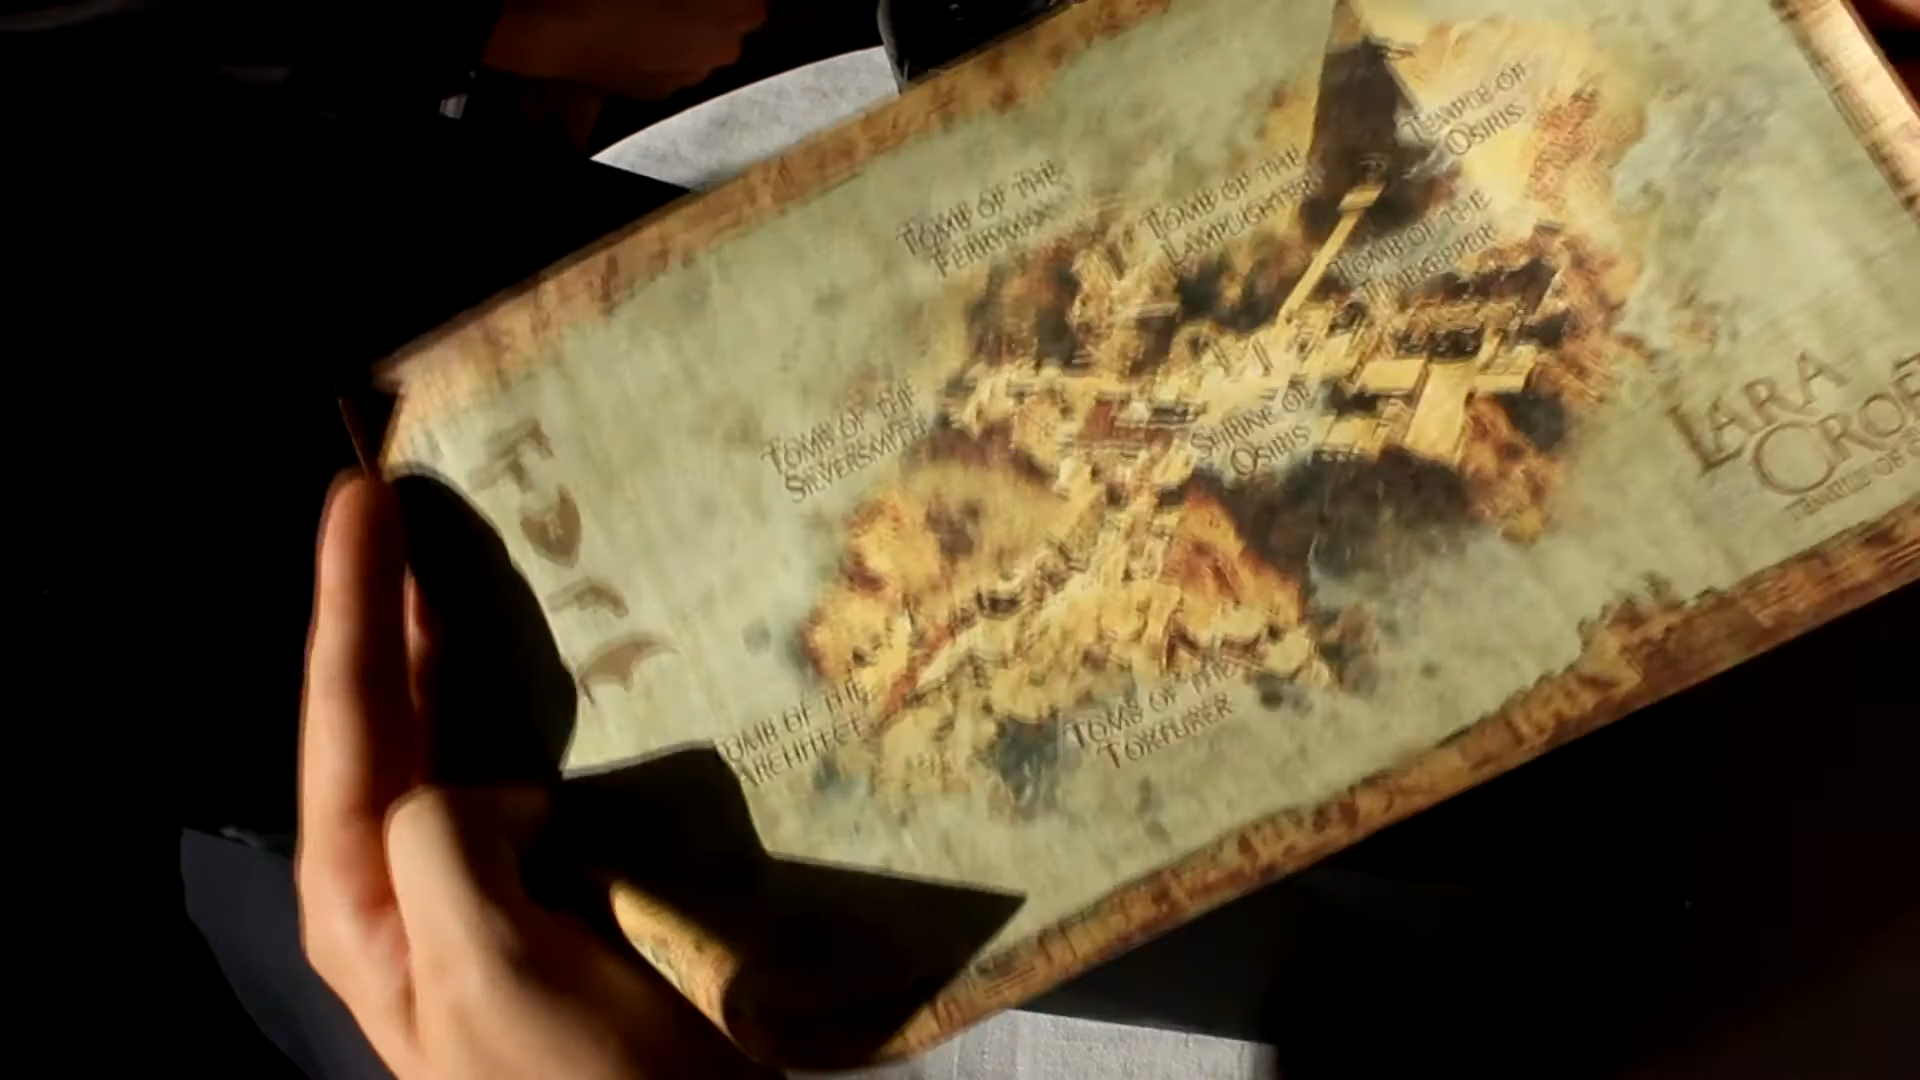 TEMPLE OF
OSIRIS
TOMB OF THE
FERRYMAN
TOMB OF THE
LAMPLIGHTER
TOMB OF THE
TIMEKEEPER
TOMB OF THE
SILVERSMITH
SHRINE OF
OSIRIS
LARA
TOMB OF THE
ARCHITECT
TOMB OF THE
TORTURER